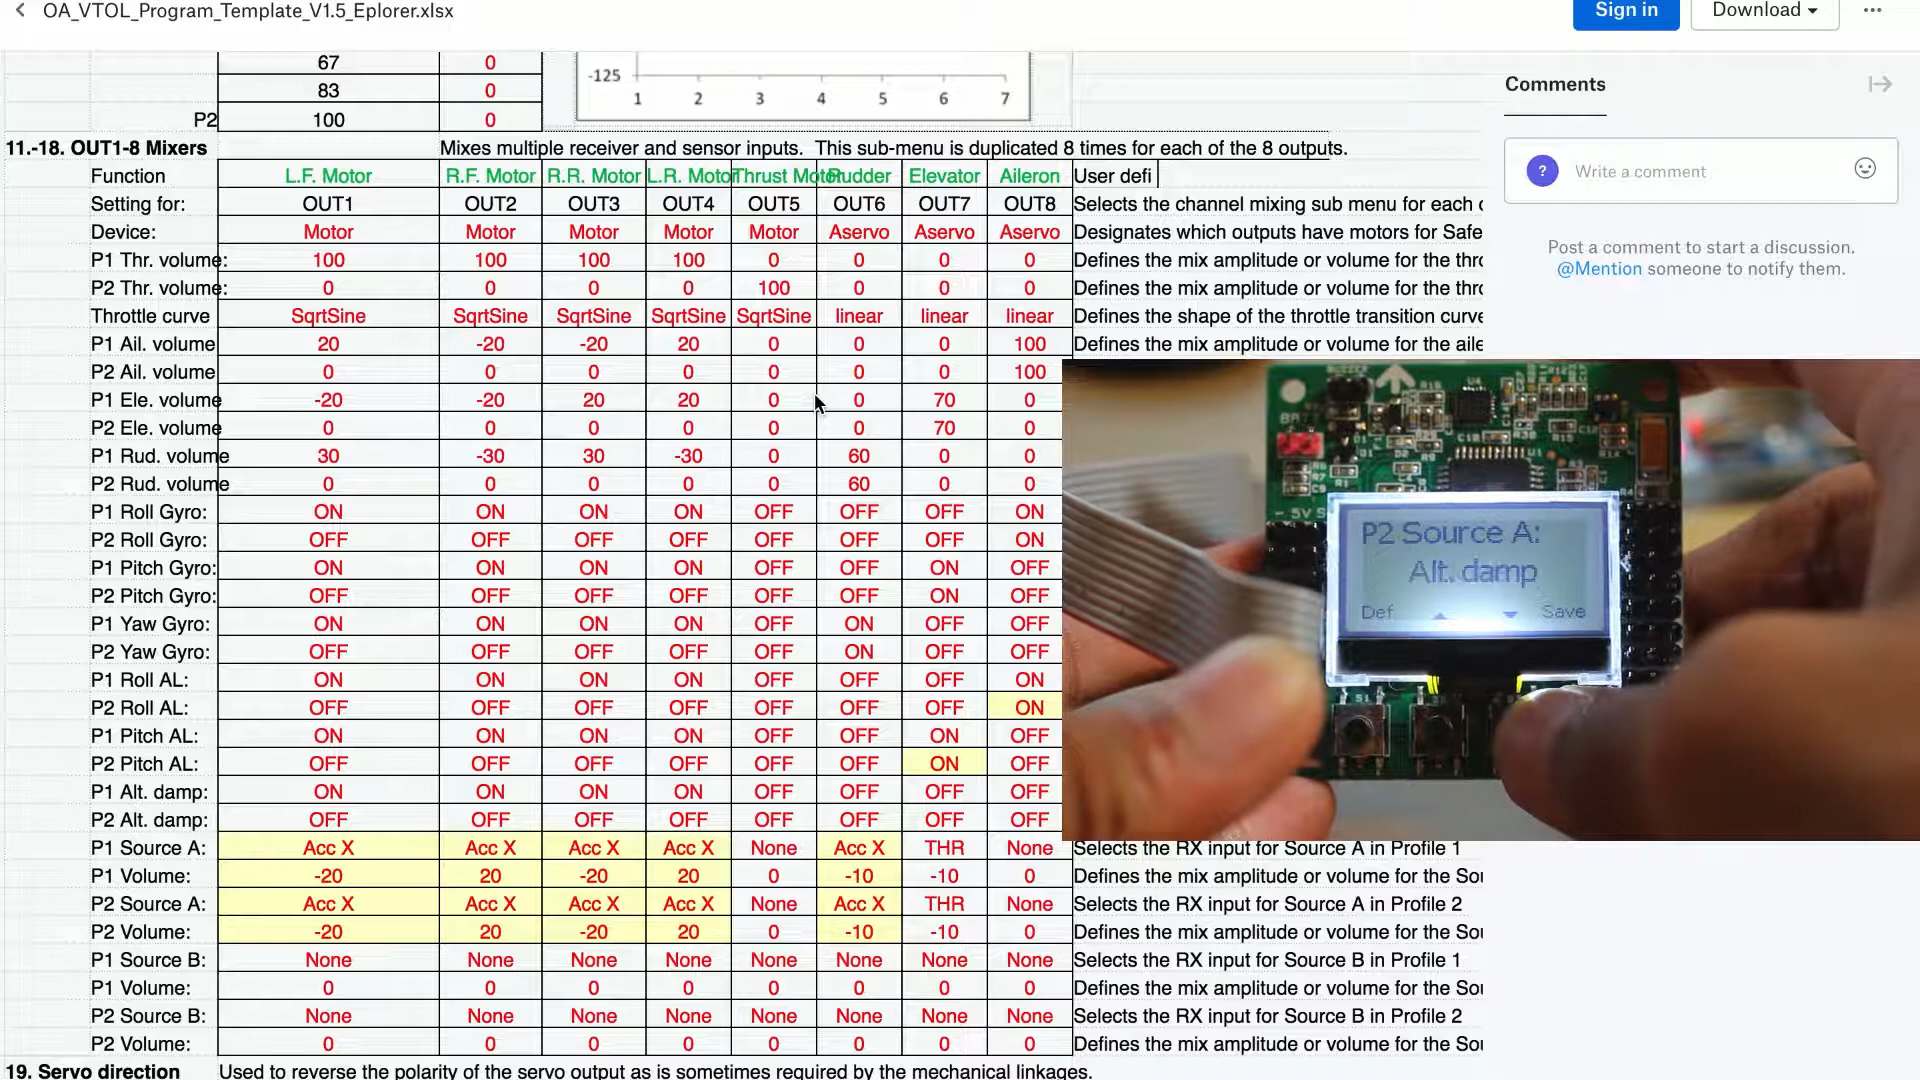 OA_VTOL_Program_Template_V1.5_Eplorer.xlsx
Sign in
Download
67 0
83 0
P2 100 0
-125
1 2 3 4 5 6 7
11.-18. OUT1-8 Mixers Mixes multiple receiver and sensor inputs. This sub-menu is duplicated 8 times for each of the 8 outputs.
Function L.F. Motor R.F. Motor R.R. Motor L.R. Motor Thrust Motor Rudder Elevator Aileron User defi
Setting for: OUT1 OUT2 OUT3 OUT4 OUT5 OUT6 OUT7 OUT8 Selects the channel mixing sub menu for each
Device: Motor Motor Motor Motor Motor Aservo Aservo Aservo Designates which outputs have motors for Safe
P1 Thr. volume: 100 100 100 100 0 0 0 0 Defines the mix amplitude or volume for the thr
P2 Thr. volume: 0 0 0 0 100 0 0 0 Defines the mix amplitude or volume for the thr
Throttle curve SqrtSine SqrtSine SqrtSine SqrtSine SqrtSine linear linear linear Defines the shape of the throttle transition curve
P1 Ail. volume 20 -20 -20 20 0 0 0 100 Defines the mix amplitude or volume for the aile
P2 Ail. volume 0 0 0 0 0 0 0 100
P1 Ele. volume -20 -20 20 20 0 0 70 0
P2 Ele. volume 0 0 0 0 0 0 70 0
P1 Rud. volume 30 -30 30 -30 0 60 0 0
P2 Rud. volume 0 0 0 0 0 60 0 0
P1 Roll Gyro: ON ON ON ON OFF OFF OFF ON
P2 Roll Gyro: OFF OFF OFF OFF OFF OFF OFF ON
P1 Pitch Gyro: ON ON ON ON OFF OFF ON OFF
P2 Pitch Gyro: OFF OFF OFF OFF OFF OFF ON OFF
P1 Yaw Gyro: ON ON ON ON OFF ON OFF OFF
P2 Yaw Gyro: OFF OFF OFF OFF OFF ON OFF OFF
P1 Roll AL: ON ON ON ON OFF OFF OFF ON
P2 Roll AL: OFF OFF OFF OFF OFF OFF OFF ON
P1 Pitch AL: ON ON ON ON OFF OFF ON OFF
P2 Pitch AL: OFF OFF OFF OFF OFF OFF ON OFF
P1 Alt. damp: ON ON ON ON OFF OFF OFF OFF
P2 Alt. damp: OFF OFF OFF OFF OFF OFF OFF OFF
P1 Source A: Acc X Acc X Acc X Acc X None Acc X THR None Selects the RX input for Source A in Profile 1
P1 Volume: -20 20 -20 20 0 -10 -10 0 Defines the mix amplitude or volume for the Sou
P2 Source A: Acc X Acc X Acc X Acc X None Acc X THR None Selects the RX input for Source A in Profile 2
P2 Volume: -20 20 -20 20 0 -10 -10 0 Defines the mix amplitude or volume for the Sou
P1 Source B: None None None None None None None None Selects the RX input for Source B in Profile 1
P1 Volume: 0 0 0 0 0 0 0 0 Defines the mix amplitude or volume for the Sou
P2 Source B: None None None None None None None None Selects the RX input for Source B in Profile 2
P2 Volume: 0 0 0 0 0 0 0 0 Defines the mix amplitude or volume for the Sou
19. Servo direction Used to reverse the polarity of the servo output as is sometimes required by the mechanical linkages.
Comments
?
Write a comment
Post a comment to start a discussion.
@Mention someone to notify them.
- 5V S
P2 Source A:
Alt. damp
Def Save